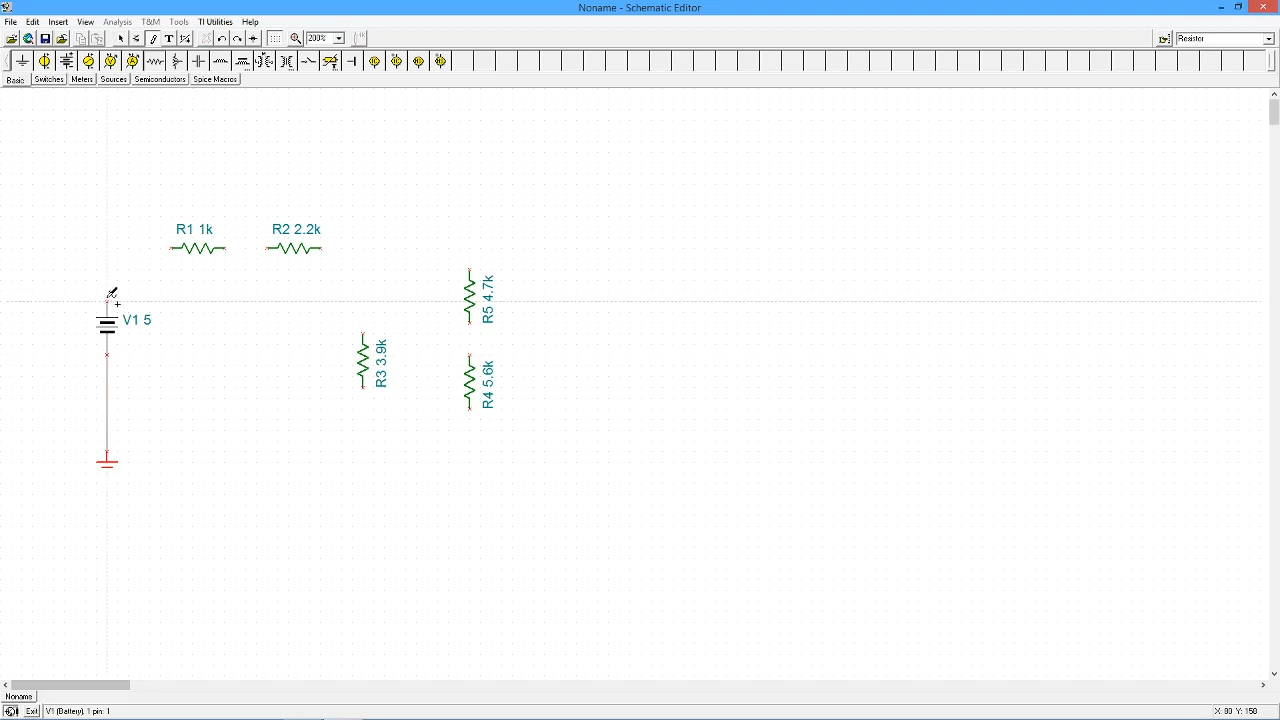 Noname - Schematic Editor
File Edit Insert View Analysis T&M Tools TI Utilities Help
T 200% Resistor
Basic Switches Meters Sources Semiconductors Spice Macros
R1 1k R2 2.2k
R5 4.7k
V1 5
R3 3.9k
R4 5.6k
Noname
Exit V1 (Battery), 1 pin: 1 X: 80 Y: 158